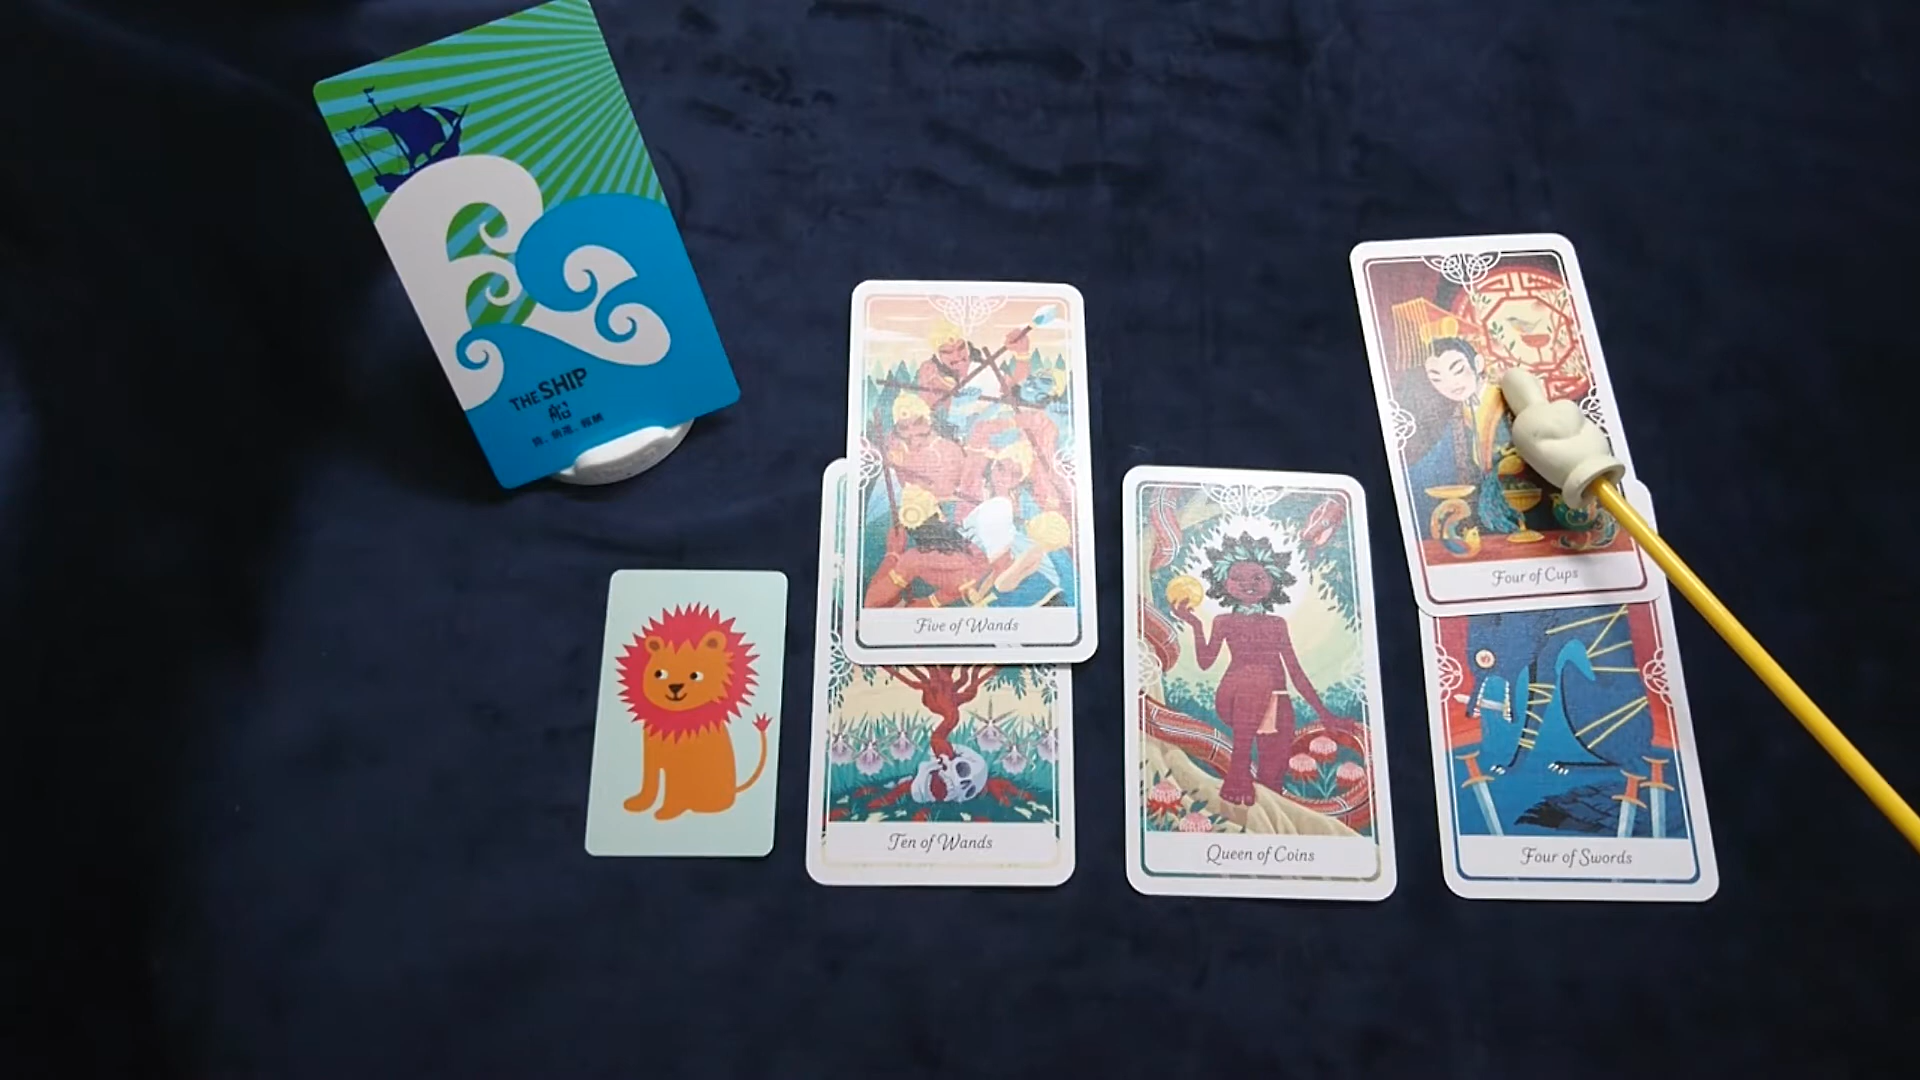 THE SHIP
船
Five of Wands
Ten of Wands
Queen of Coins
Four of Cups
Four of Swords